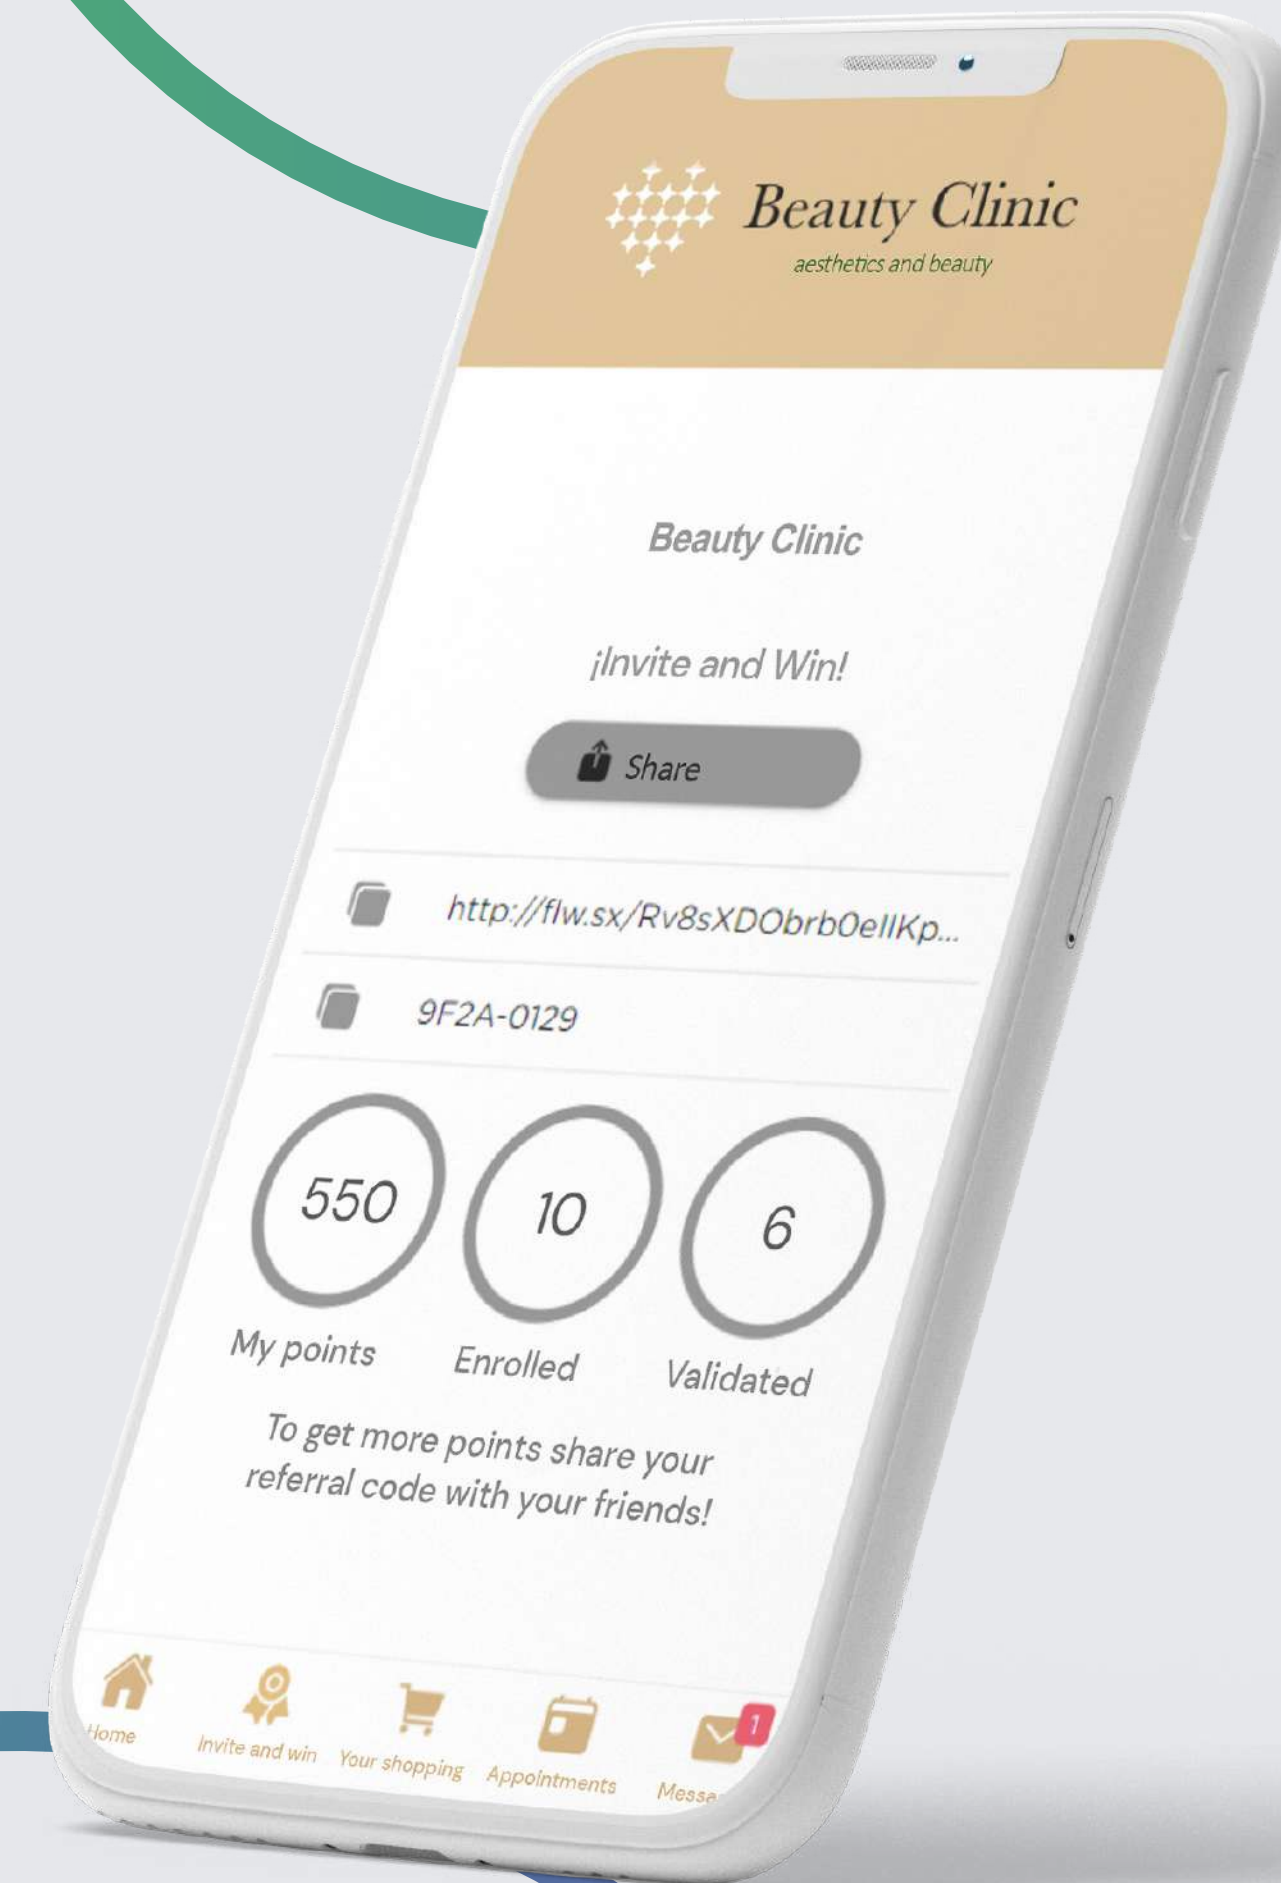 Beauty Clinic
aesthetics and beauty
Beauty Clinic
¡Invite and Win!
Share
http://flw.sx/Rv8sXDObrb0eIIKp...
9F2A-0129
550
10
6
My points
Enrolled
Validated
To get more points share your
referral code with your friends!
1
Home
Invite and win
Your shopping
Appointments